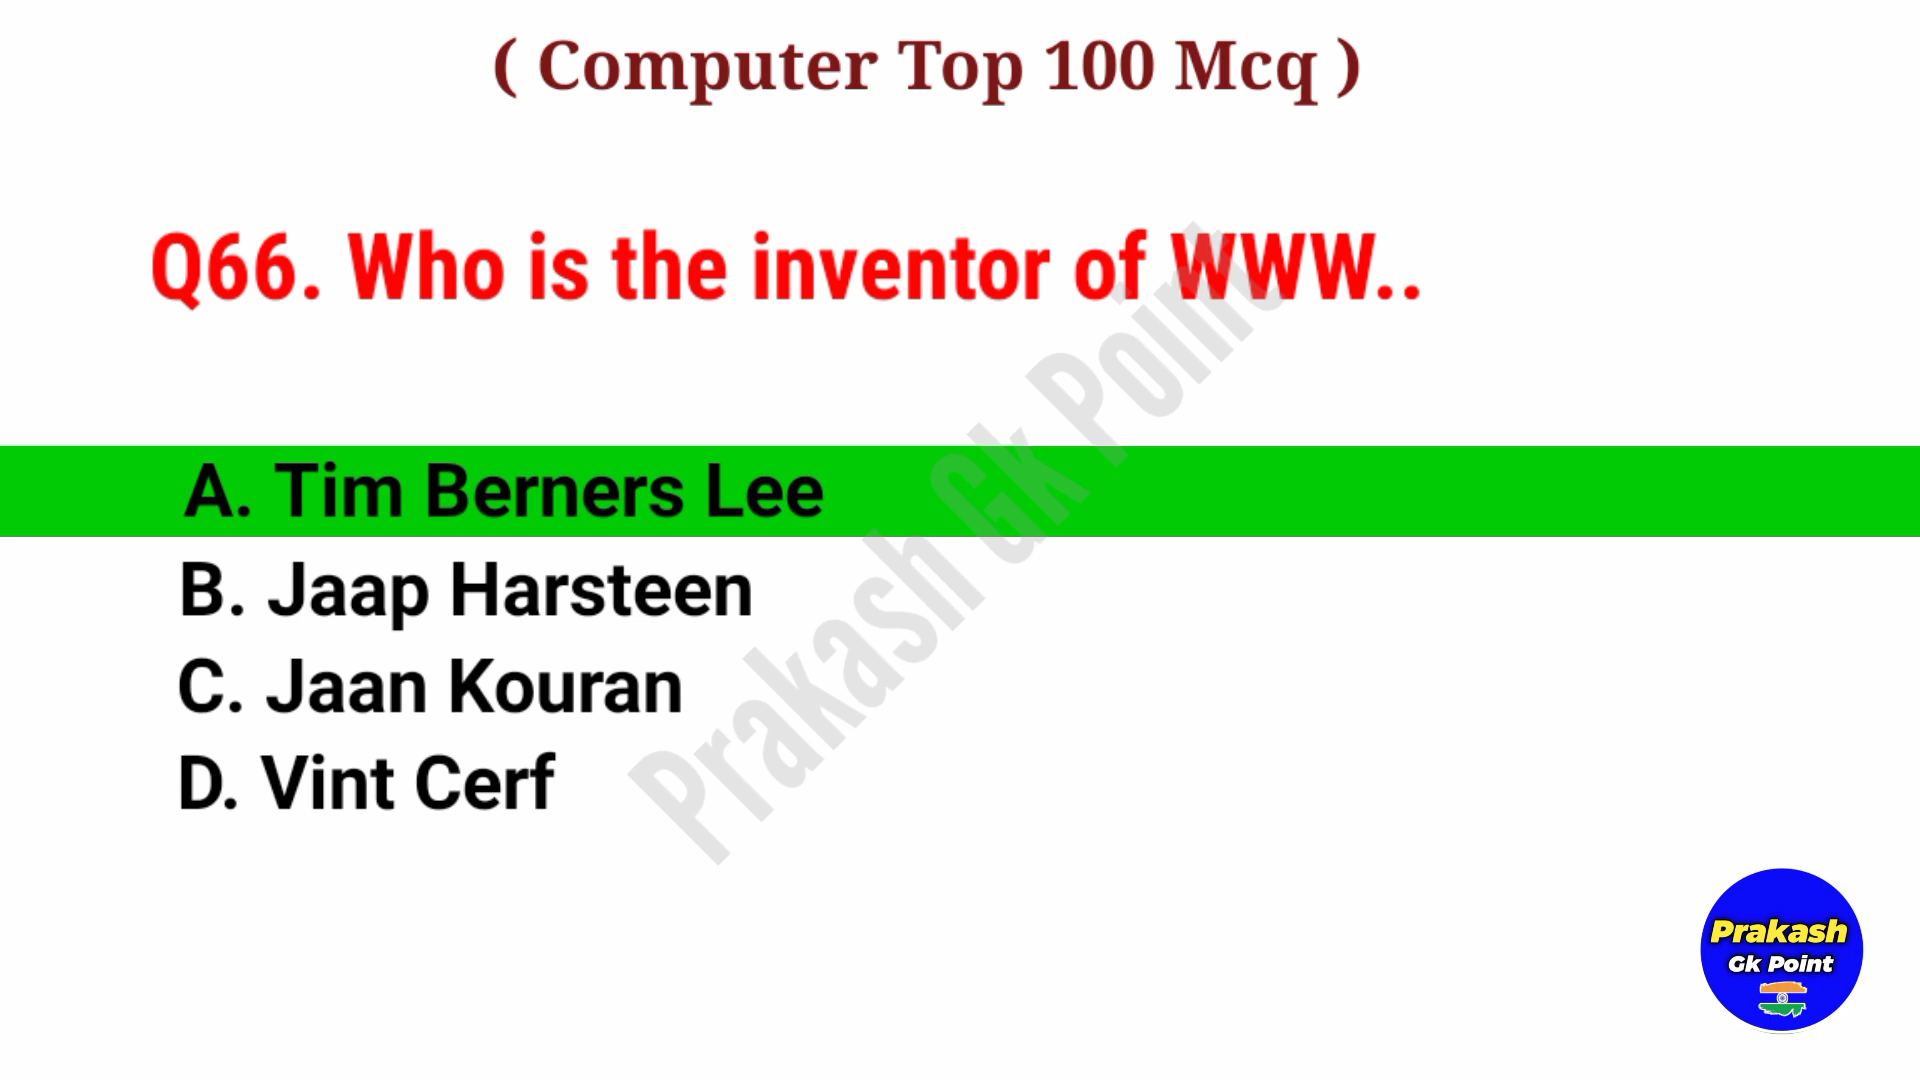 ( Computer Top 100 Mcq )
Q66. Who is the inventor of WWW..
A. Tim Berners Lee
B. Jaap Harsteen
C. Jaan Kouran
D. Vint Cerf
Prakash Gk Point
Prakash
Gk Point